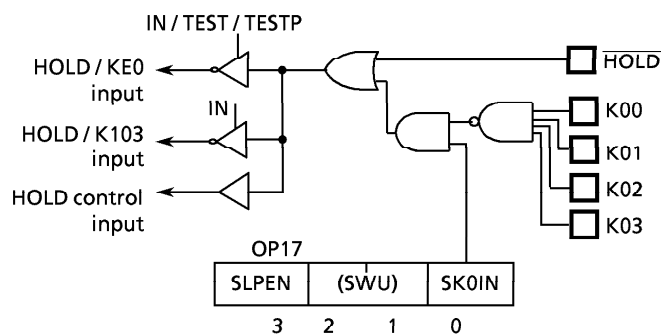 IN / TEST / TESTP
HOLD / KE0
input
HOLD
IN
K00
HOLD / K103
input
K01
K02
HOLD control
input
K03
OP17
SLPEN
(SWU)
SK0IN
3 2 1 0